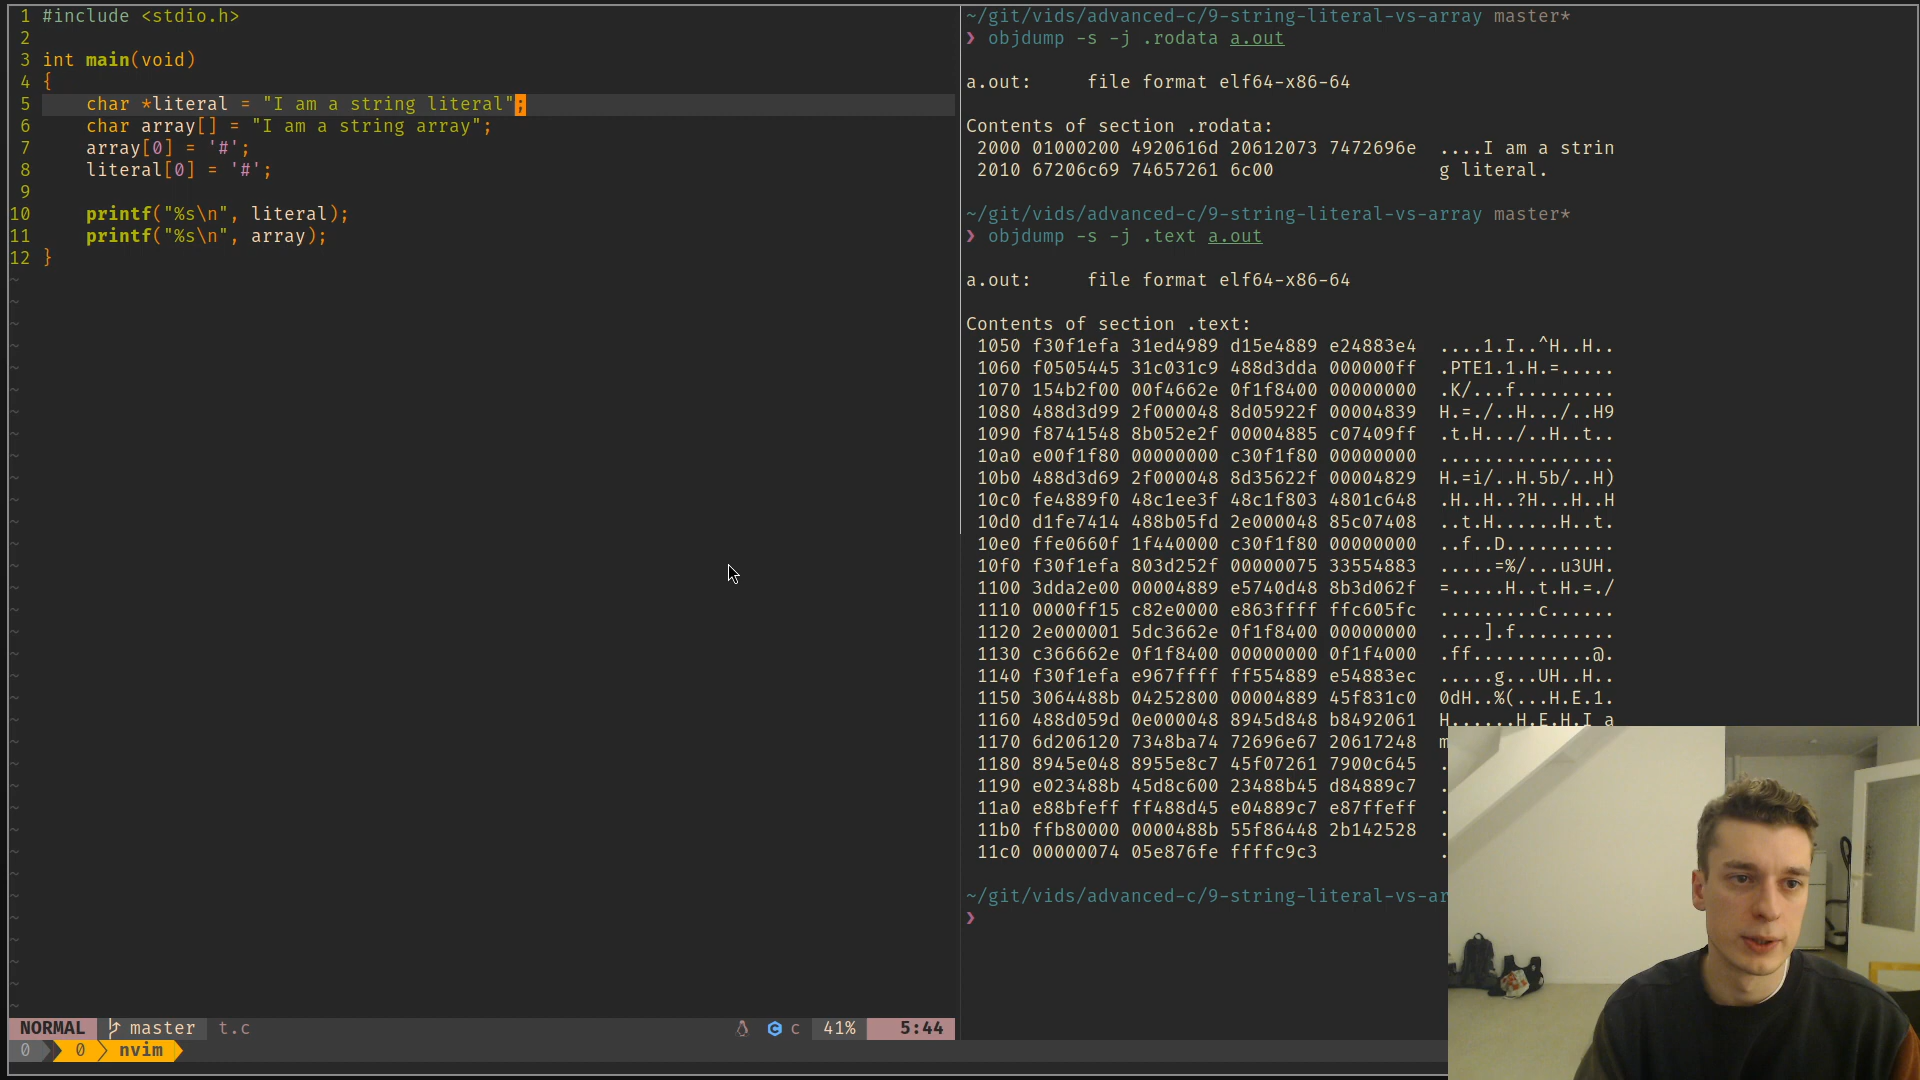 1 #include <stdio.h>
2
3 int main(void)
4 {
5     char *literal = "I am a string literal";
6     char array[] = "I am a string array";
7     array[0] = '#';
8     literal[0] = '#';
9
10     printf("%s\n", literal);
11     printf("%s\n", array);
12 }
~/git/vids/advanced-c/9-string-literal-vs-array master*
❯ objdump -s -j .rodata a.out
a.out:     file format elf64-x86-64
Contents of section .rodata:
 2000 01000200 4920616d 20612073 7472696e  ....I am a strin
 2010 67206c69 74657261 6c00               g literal.
~/git/vids/advanced-c/9-string-literal-vs-array master*
❯ objdump -s -j .text a.out
a.out:     file format elf64-x86-64
Contents of section .text:
 1050 f30f1efa 31ed4989 d15e4889 e24883e4  ....1.I..^H..H..
 1060 f0505445 31c031c9 488d3dda 000000ff  .PTE1.1.H.=.....
 1070 154b2f00 00f4662e 0f1f8400 00000000  .K/...f.........
 1080 488d3d99 2f000048 8d05922f 00004839  H.=./..H.../..H9
 1090 f8741548 8b052e2f 00004885 c07409ff  .t.H.../..H..t..
 10a0 e00f1f80 00000000 c30f1f80 00000000  ................
 10b0 488d3d69 2f000048 8d35622f 00004829  H.=i/..H.5b/..H)
 10c0 fe4889f0 48c1ee3f 48c1f803 4801c648  .H..H..?H...H..H
 10d0 d1fe7414 488b05fd 2e000048 85c07408  ..t.H......H..t.
 10e0 ffe0660f 1f440000 c30f1f80 00000000  ..f..D..........
 10f0 f30f1efa 803d252f 00000075 33554883  .....=%/...u3UH.
 1100 3dda2e00 00004889 e5740d48 8b3d062f  =.....H..t.H.=./
 1110 0000ff15 c82e0000 e863ffff ffc605fc  .........c......
 1120 2e000001 5dc3662e 0f1f8400 00000000  ....].f.........
 1130 c366662e 0f1f8400 00000000 0f1f4000  .ff...........@.
 1140 f30f1efa e967ffff ff554889 e54883ec  .....g...UH..H..
 1150 3064488b 04252800 00004889 45f831c0  0dH..%(...H.E.1.
 1160 488d059d 0e000048 8945d848 b8492061  H......H.E.H.I a
 1170 6d206120 7348ba74 72696e67 20617248  m
 1180 8945e048 8955e8c7 45f07261 7900c645  .
 1190 e023488b 45d8c600 23488b45 d84889c7  .
 11a0 e88bfeff ff488d45 e04889c7 e87ffeff  .
 11b0 ffb80000 0000488b 55f86448 2b142528  .
 11c0 00000074 05e876fe ffffc9c3           .
~/git/vids/advanced-c/9-string-literal-vs-ar
❯
NORMAL master t.c c 41% 5:44
0 0 nvim